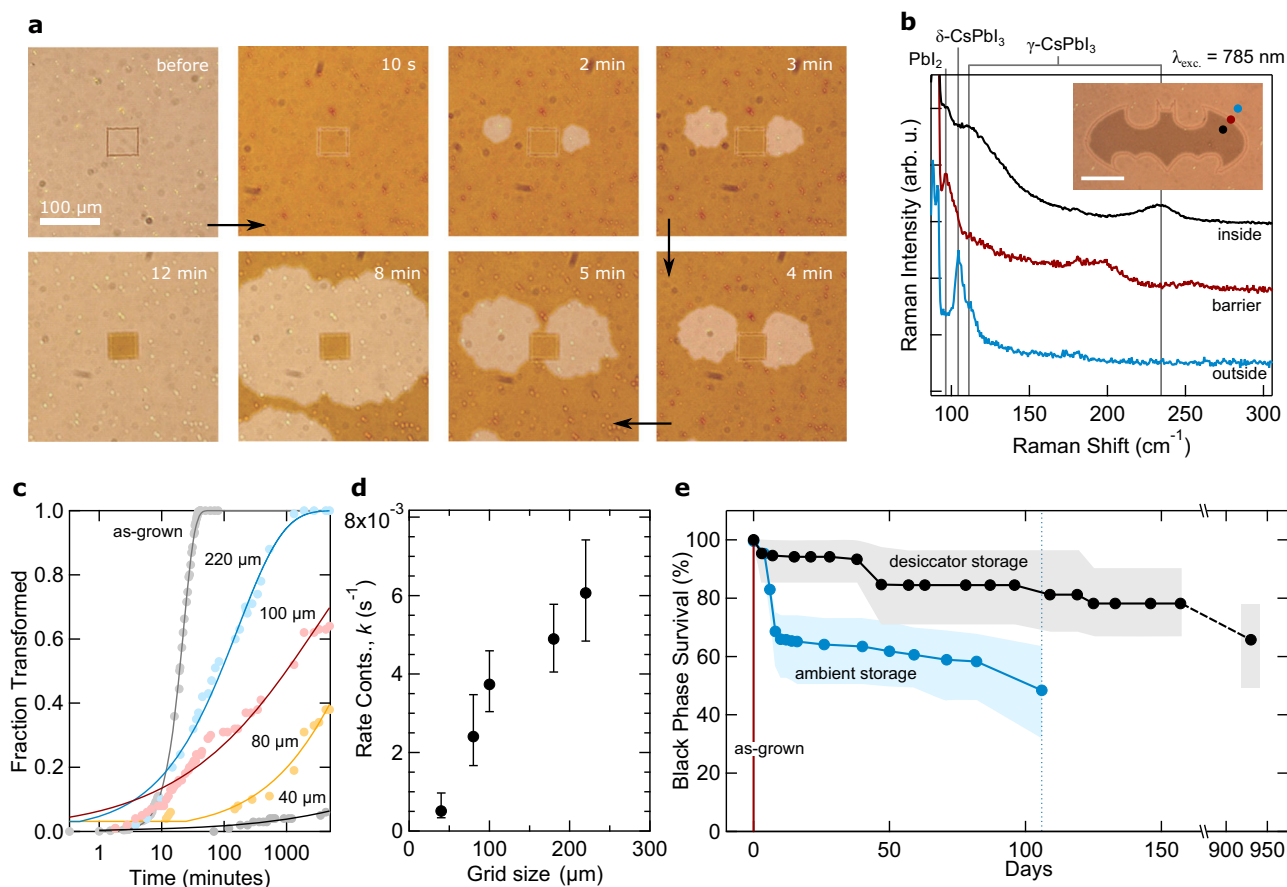 a
before
10 s
2 min
3 min
100 µm
12 min
8 min
5 min
4 min
b
δ-CsPbI3
γ-CsPbI3
PbI2
λexc. = 785 nm
inside
barrier
outside
Raman Intensity (arb. u.)
100 150 200 250 300
Raman Shift (cm-1)
c
as-grown
220 µm
100 µm
80 µm
40 µm
Fraction Transformed
1.0
0.8
0.6
0.4
0.2
0.0
1 10 100 1000
Time (minutes)
d
8x10-3
6
4
2
0
Rate Conts., k (s-1)
0 100 200 300
Grid size (µm)
e
desiccator storage
ambient storage
as-grown
Black Phase Survival (%)
100
80
60
40
20
0
0 50 100 150 900 950
Days